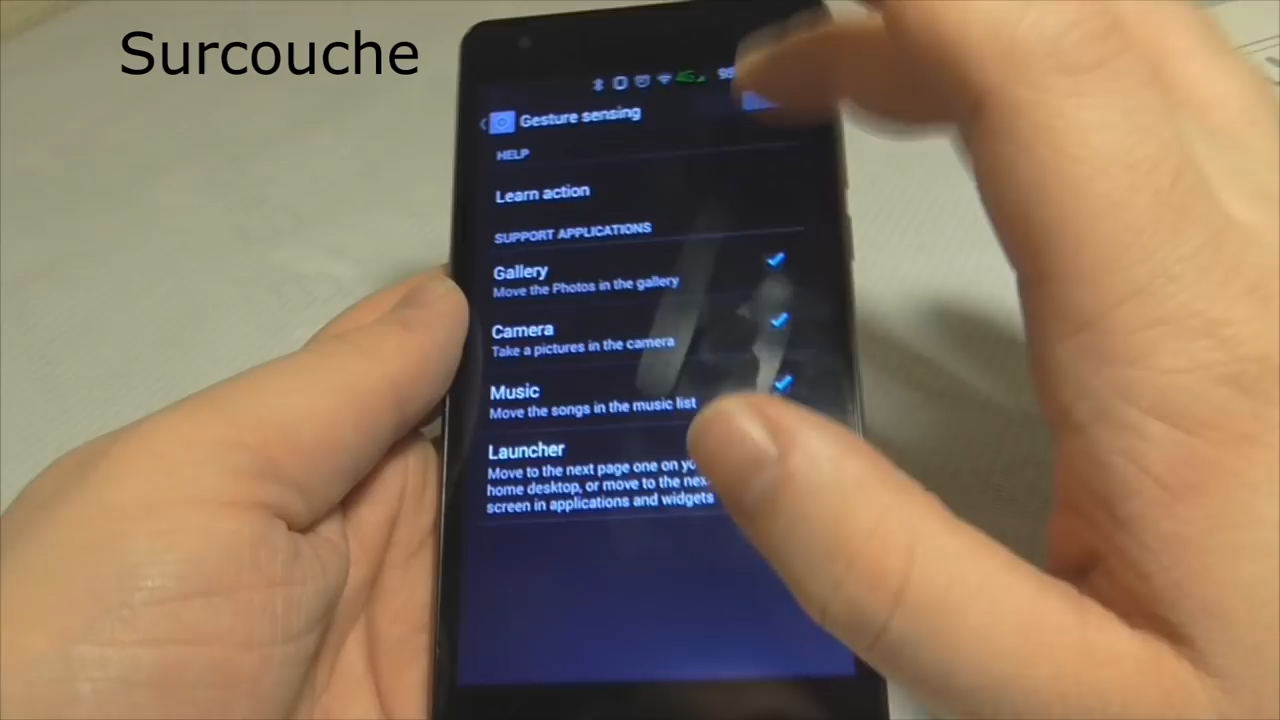 Surcouche
4G
Gesture sensing
HELP
Learn action
SUPPORT APPLICATIONS
Gallery
Move the Photos in the gallery
Camera
Take a pictures in the camera
Music
Move the songs in the music list
Launcher
Move to the next page one on
home desktop, or move to the
screen in applications and widgets